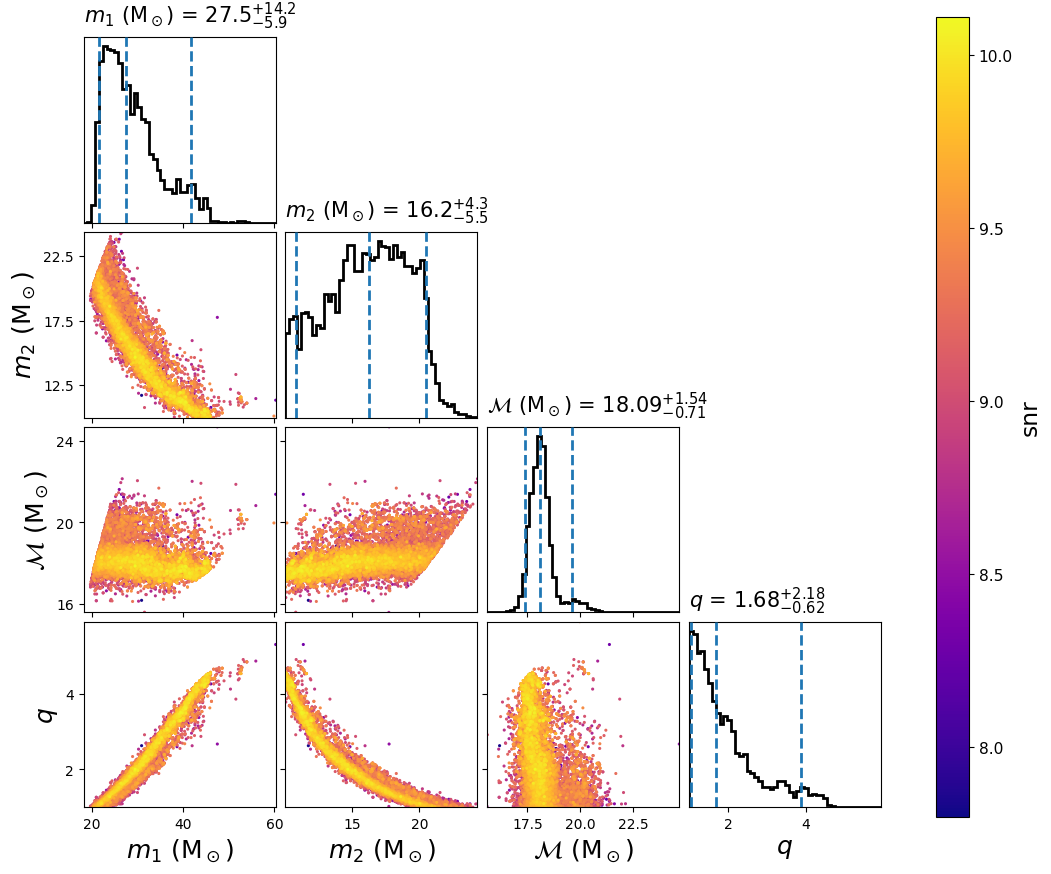 m₁ (M⊙) = 27.5+14.2−5.9
10.0
m₂ (M⊙) = 16.2+4.3−5.5
9.5
22.5
17.5
12.5
m₂ (M⊙)
ℳ (M⊙) = 18.09+1.54−0.71
9.0
snr
24
20
16
ℳ (M⊙)
8.5
q = 1.68+2.18−0.62
8.0
4
2
q
20 40 60 15 20 17.5 20.0 22.5 2 4
m₁ (M⊙) m₂ (M⊙) ℳ (M⊙) q